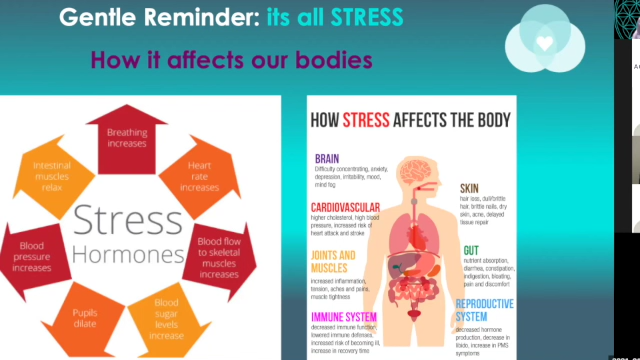 Gentle Reminder: its all STRESS
How it affects our bodies
Breathing
increases
Heart
rate
increases
Blood flow
to skeletal
muscles
increases
Blood
sugar
levels
increase
Pupils
dilate
Blood
pressure
increases
Intestinal
muscles
relax
Stress
Hormones
HOW STRESS AFFECTS THE BODY
BRAIN
Difficulty concentrating, anxiety,
depression, irritability, mood,
mind fog
CARDIOVASCULAR
higher cholesterol, high blood
pressure, increased risk of
heart attack and stroke
JOINTS AND
MUSCLES
increased inflammation,
tension, aches and pains,
muscle tightness
IMMUNE SYSTEM
decreased immune function,
lowered immune defenses,
increased risk of becoming ill,
increase in recovery time
SKIN
hair loss, dull/brittle
hair, brittle nails, dry
skin, acne, delayed
tissue repair
GUT
nutrient absorption,
diarrhea, constipation,
indigestion, bloating,
pain and discomfort
REPRODUCTIVE
SYSTEM
decreased hormone
production, decrease in
libido, increase in PMS
symptoms